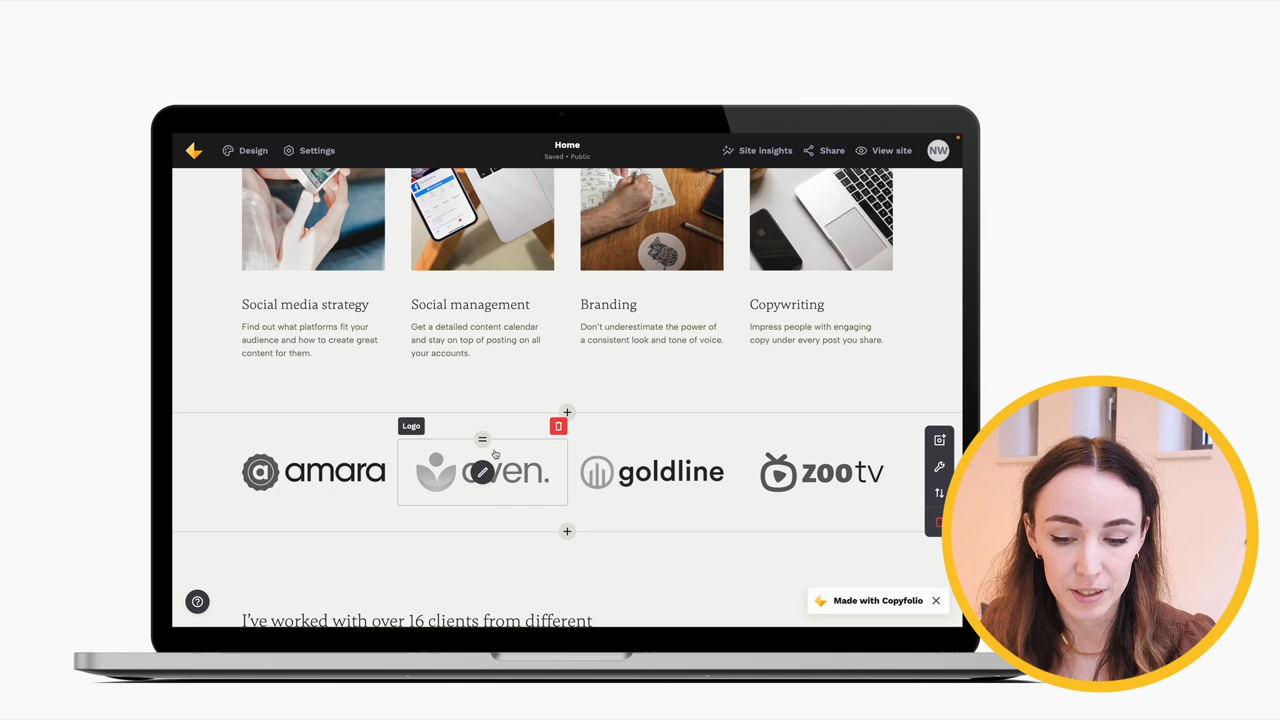 Design
Settings
Home
Saved • Public
Site insights
Share
View site
NW
Social media strategy
Find out what platforms fit your
audience and how to create great
content for them.
Social management
Get a detailed content calendar
and stay on top of posting on all
your accounts.
Branding
Don't underestimate the power of
a consistent look and tone of voice.
Copywriting
Impress people with engaging
copy under every post you share.
Logo
a amara
goldline
zootv
Made with Copyfolio
I've worked with over 16 clients from different